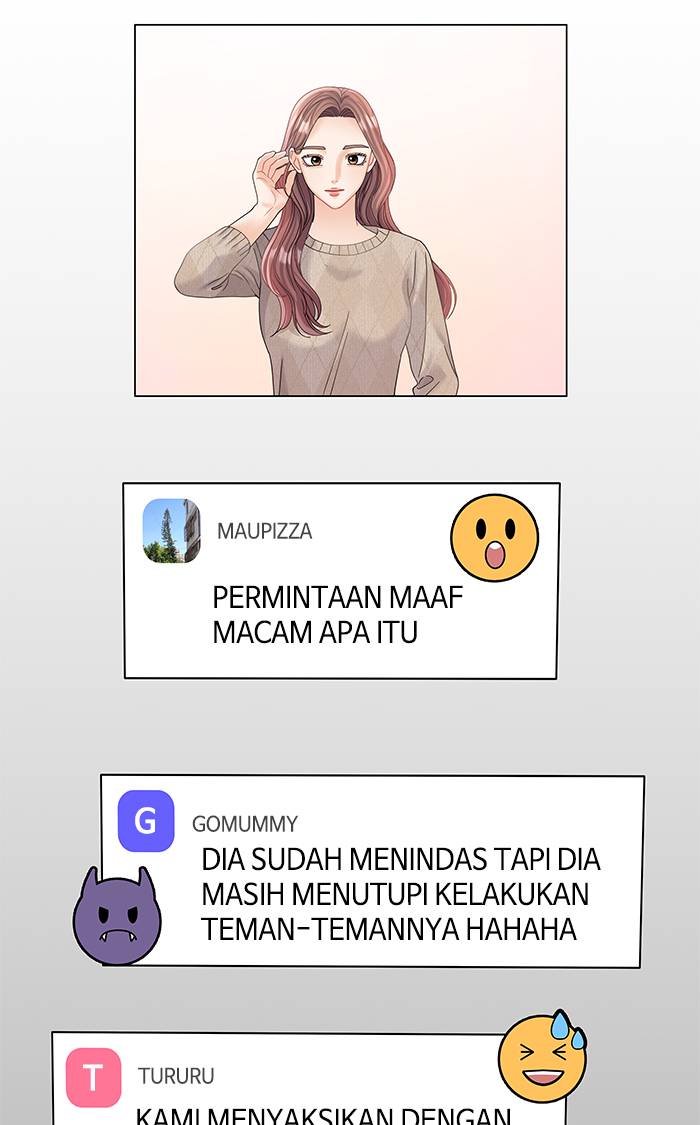 MAUPIZZA
PERMINTAAN MAAF
MACAM APA ITU
G
GOMUMMY
DIA SUDAH MENINDAS TAPI DIA
MASIH MENUTUPI KELAKUKAN
TEMAN-TEMANNYA HAHAHA
T
TURURU
KAMI MENYAKSIKAN DENGAN